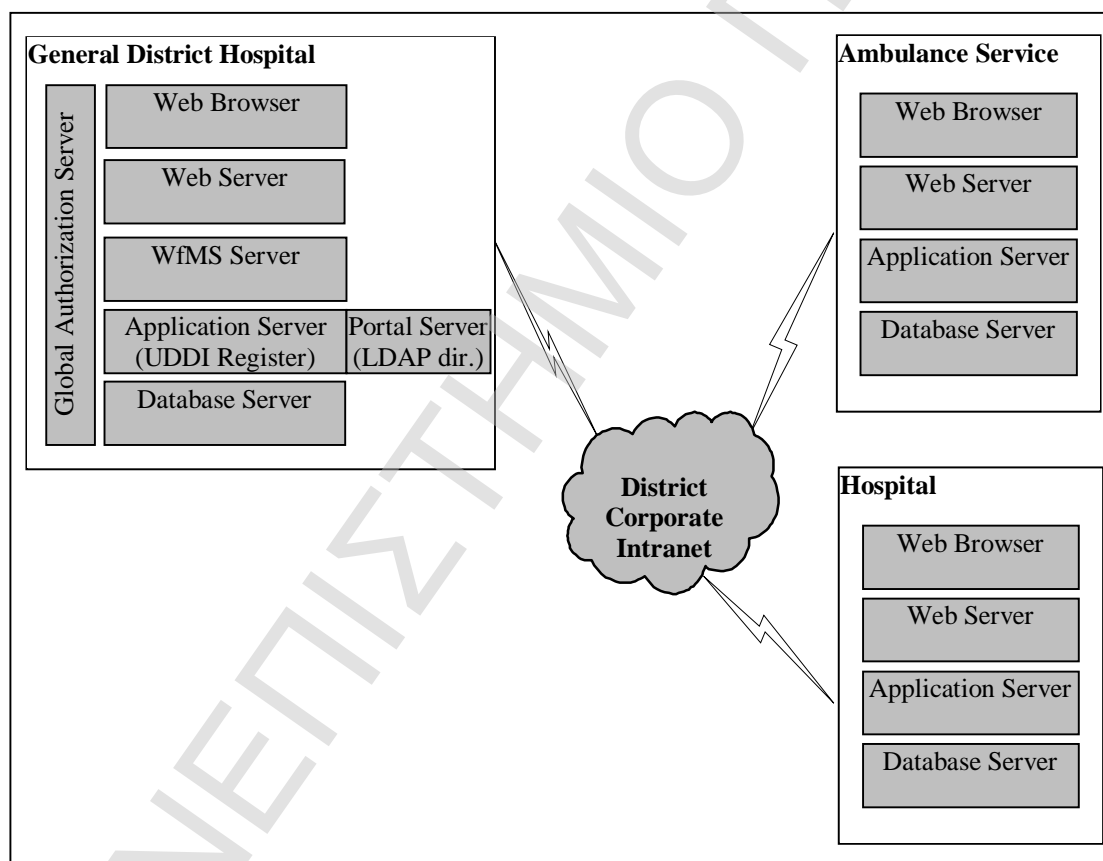 General District Hospital
Global Authorization Server
Web Browser
Web Server
WfMS Server
Application Server
(UDDI Register)
Portal Server
(LDAP dir.)
Database Server
Ambulance Service
Web Browser
Web Server
Application Server
Database Server
District
Corporate
Intranet
Hospital
Web Browser
Web Server
Application Server
Database Server
ΝΕΠΙΣΤΗΜΙΟ Π